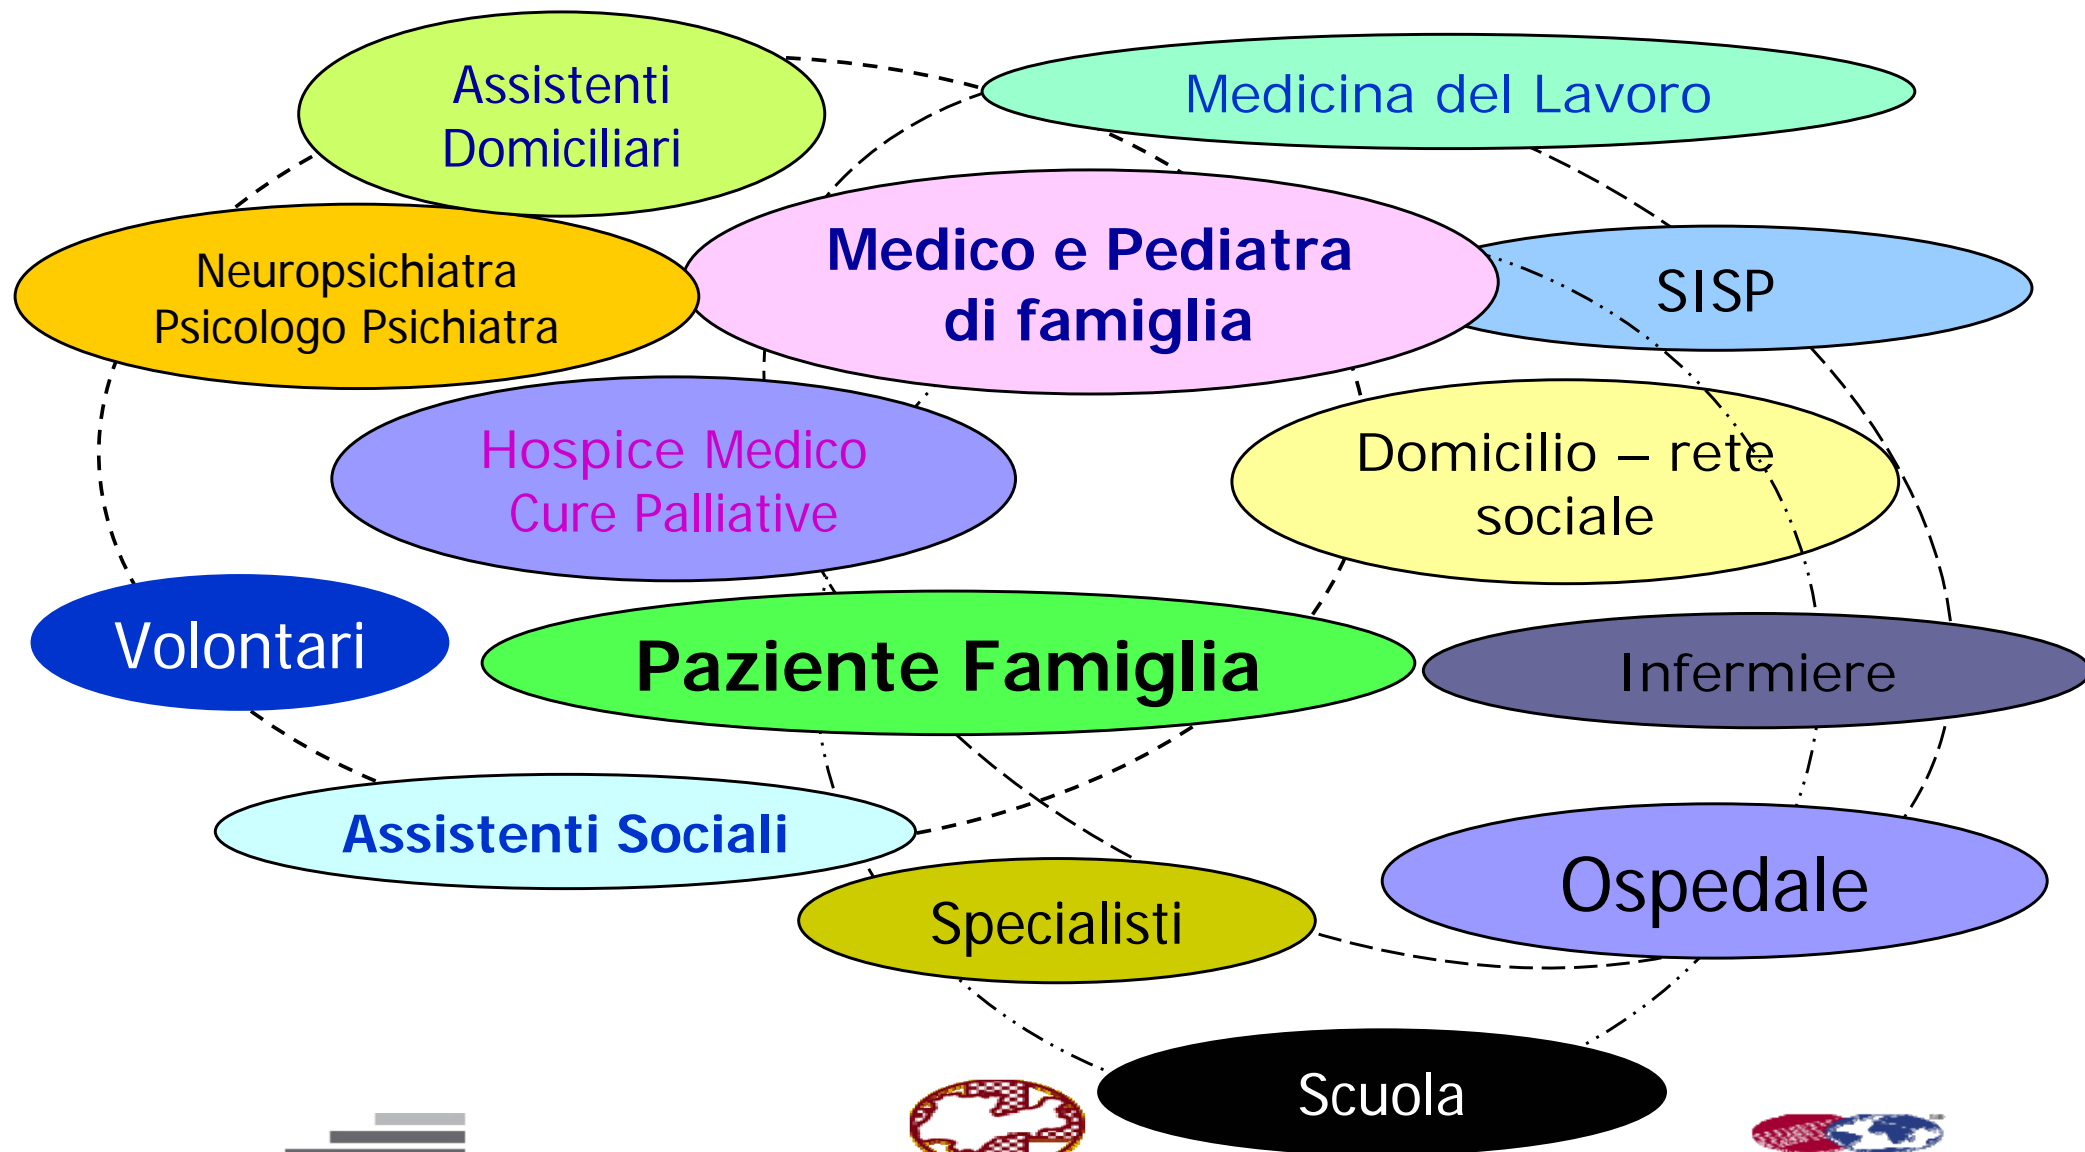 Assistenti
Domiciliari
Medicina del Lavoro
Neuropsichiatra
Psicologo Psichiatra
Medico e Pediatra
di famiglia
SISP
Hospice Medico
Cure Palliative
Domicilio – rete
sociale
Volontari
Paziente Famiglia
Infermiere
Assistenti Sociali
Specialisti
Ospedale
Scuola